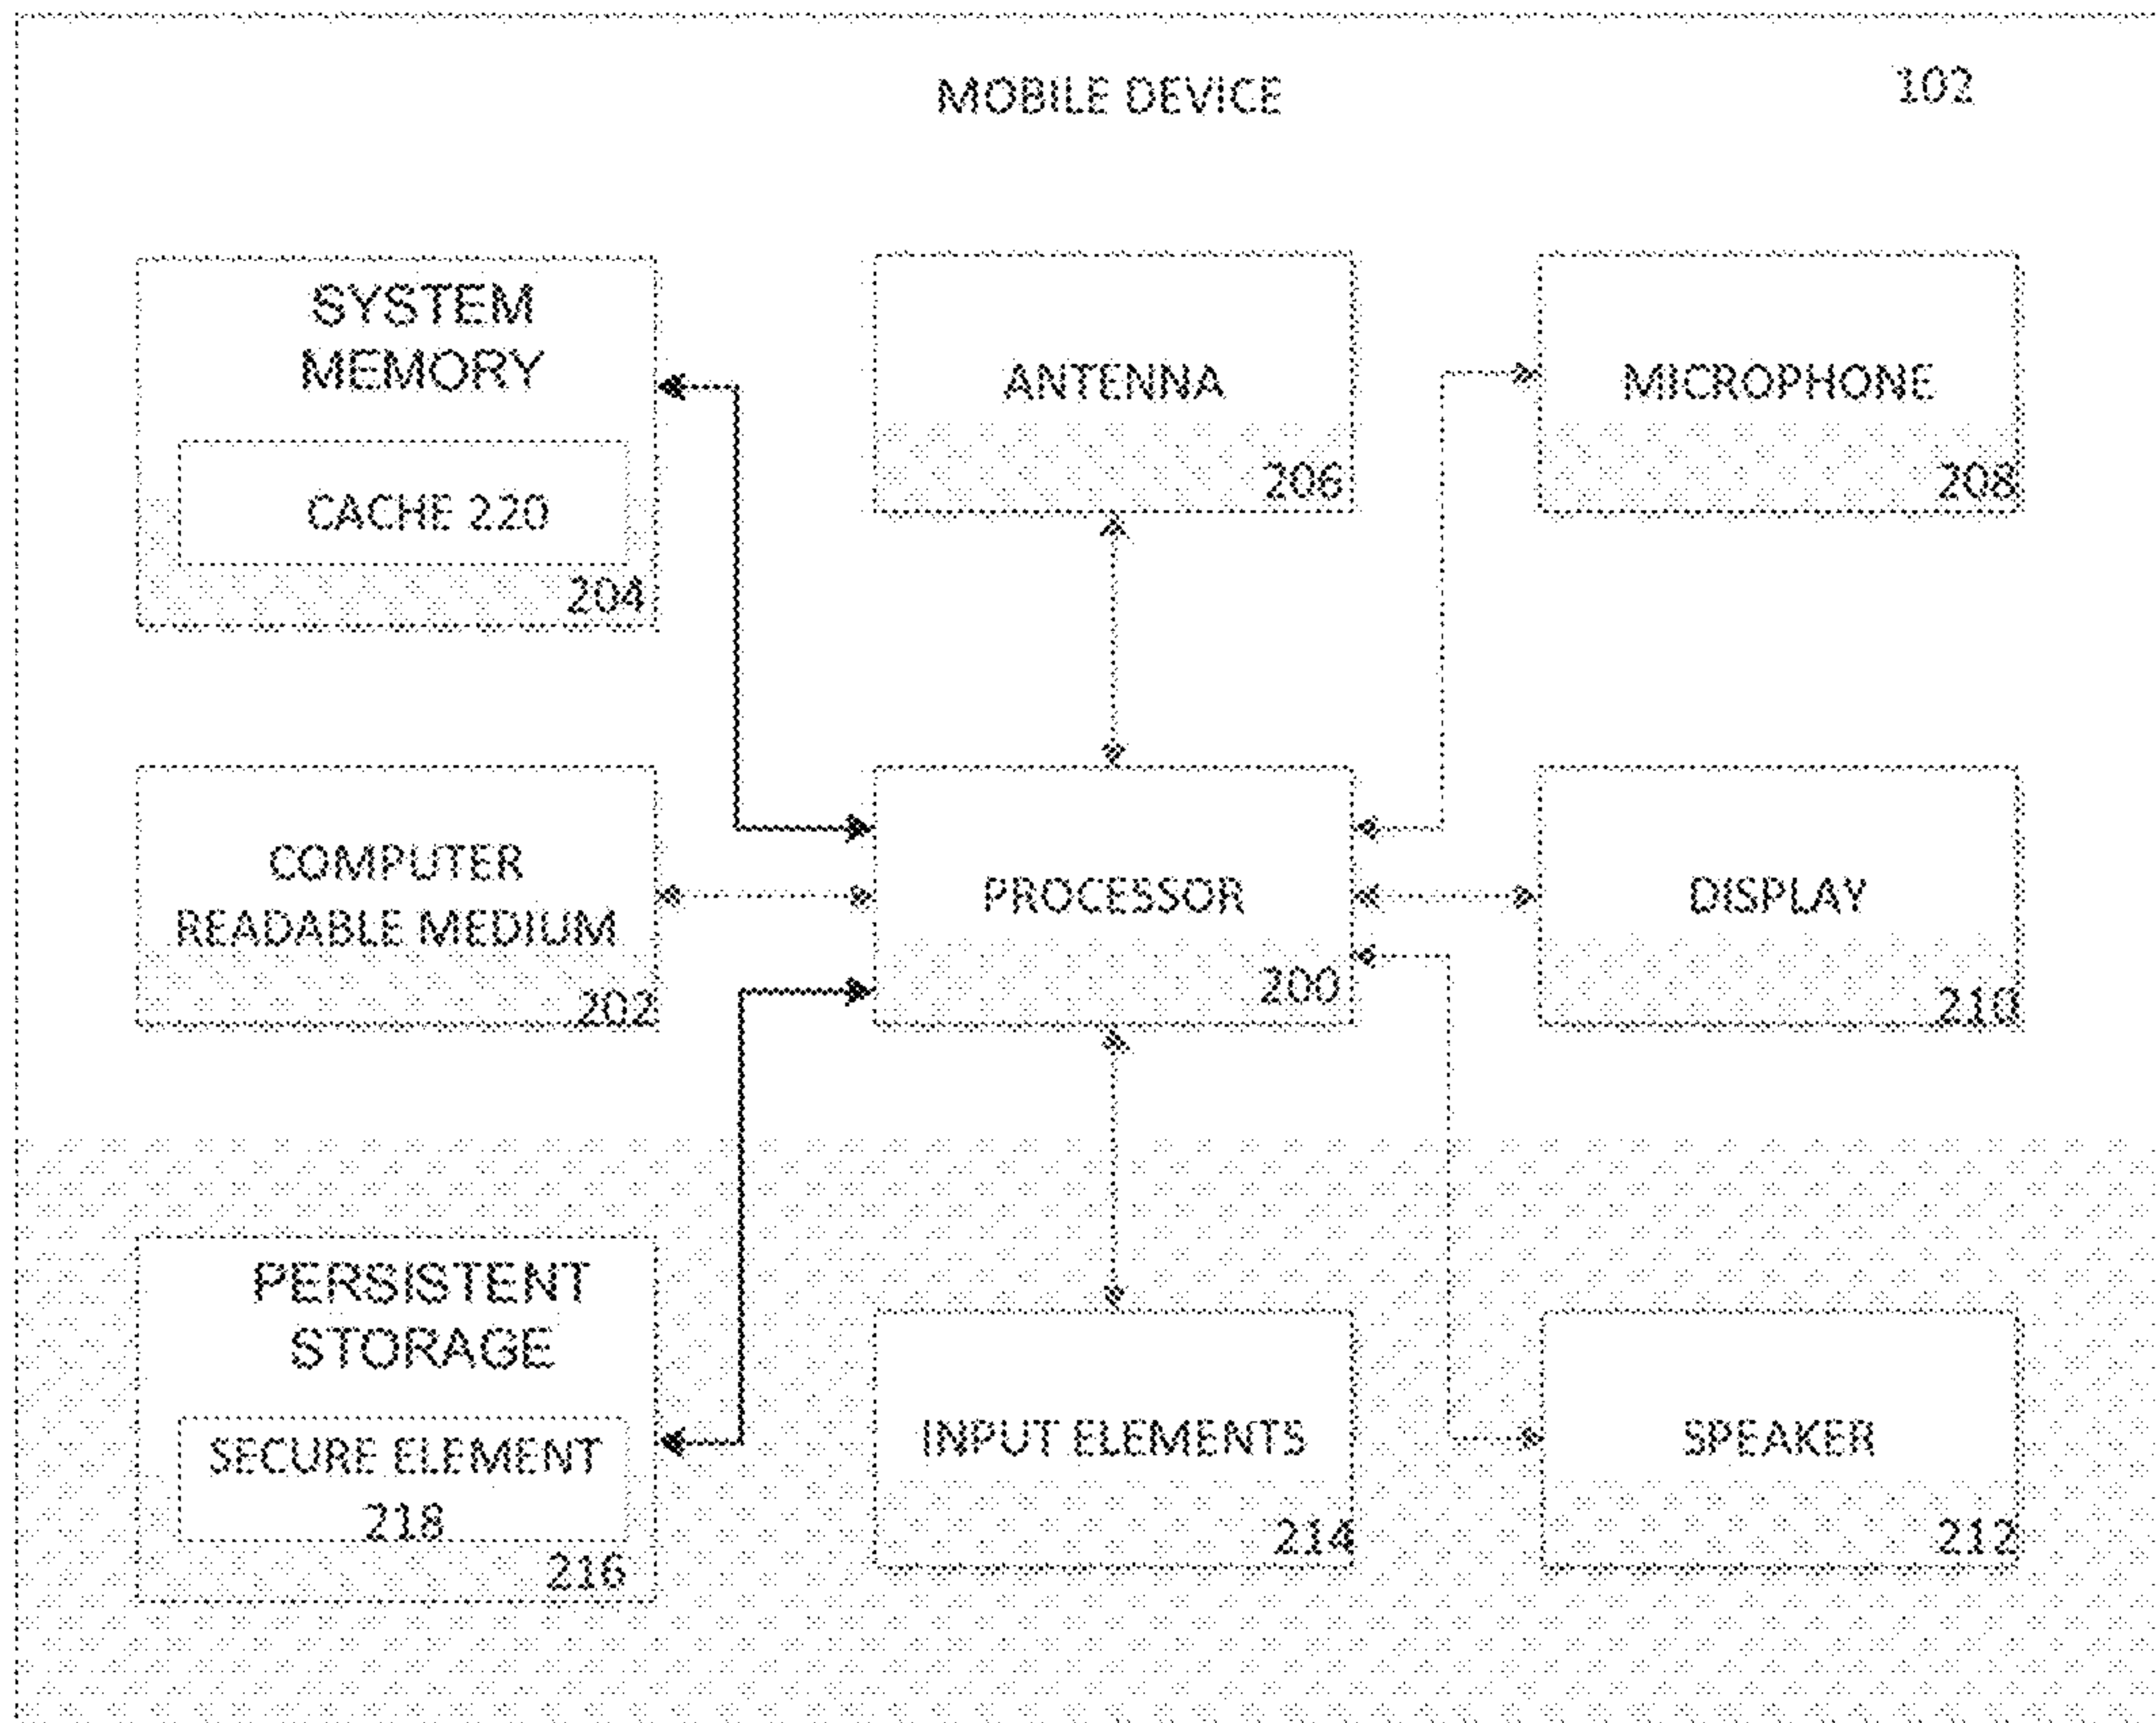 MOBILE DEVICE
102
SYSTEM
MEMORY
CACHE 220
204
ANTENNA
206
MICROPHONE
208
COMPUTER
READABLE MEDIUM
202
PROCESSOR
200
DISPLAY
210
PERSISTENT
STORAGE
SECURE ELEMENT
218
216
INPUT ELEMENTS
214
SPEAKER
212